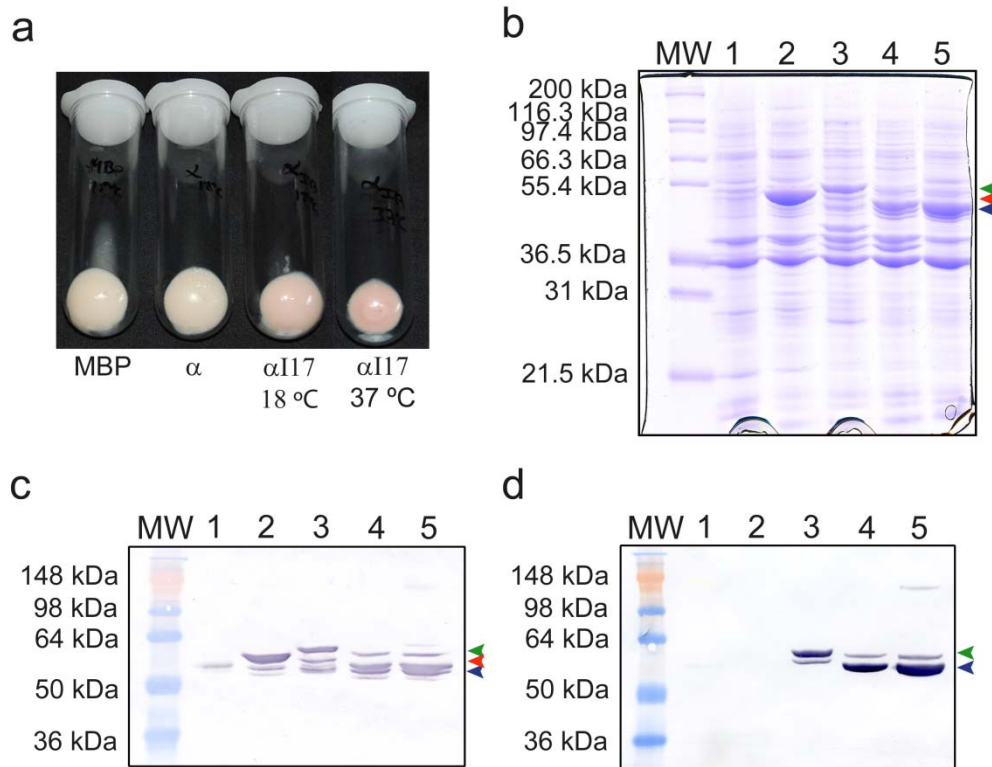 a
MBP
α
αI17
18 ºC
αI17
37 ºC
b
MW 1 2 3 4 5
200 kDa
116.3 kDa
97.4 kDa
66.3 kDa
55.4 kDa
36.5 kDa
31 kDa
21.5 kDa
c
MW 1 2 3 4 5
148 kDa
98 kDa
64 kDa
50 kDa
36 kDa
d
MW 1 2 3 4 5
148 kDa
98 kDa
64 kDa
50 kDa
36 kDa